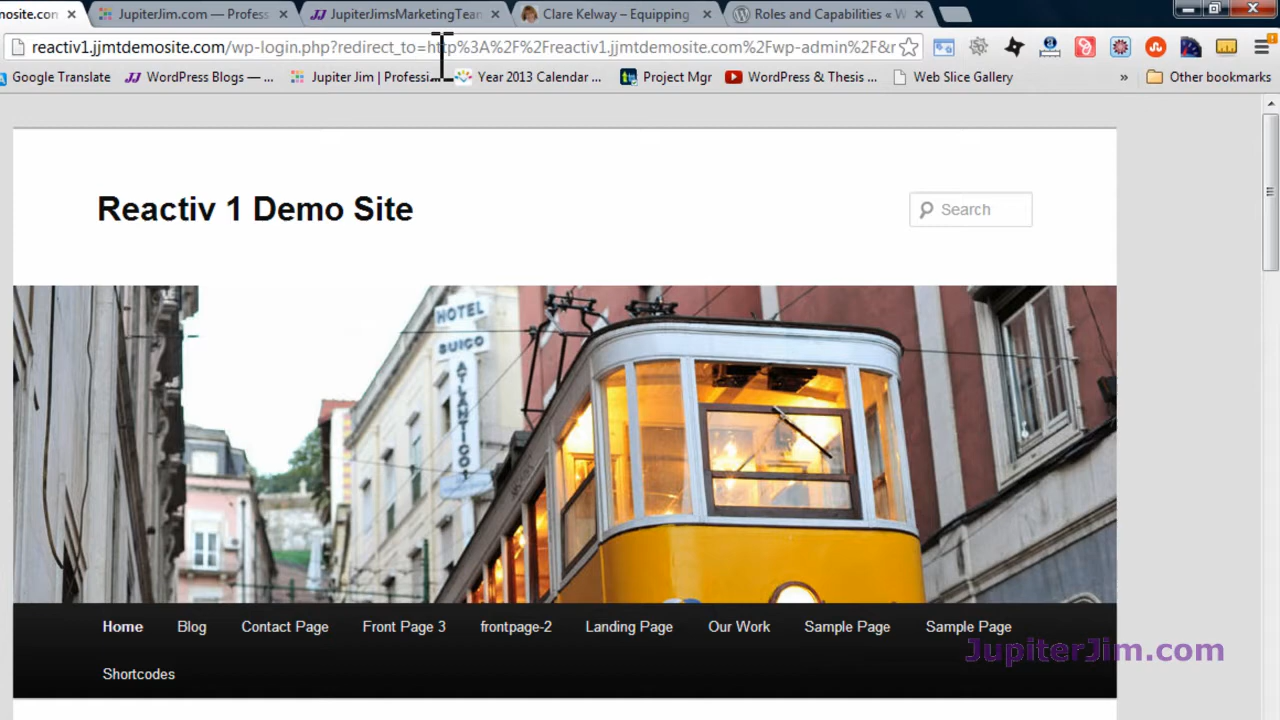 osite.con
JupiterJim.com — Profess
JupiterJimsMarketingTean
Clare Kelway – Equipping
Roles and Capabilities « W
reactiv1.jjmtdemosite.com/wp-login.php?redirect_to=http%3A%2F%2Freactiv1.jjmtdemosite.com%2Fwp-admin%2F&r
Google Translate
WordPress Blogs — ...
Jupiter Jim | Professi
Year 2013 Calendar ...
Project Mgr
WordPress & Thesis ...
Web Slice Gallery
»
Other bookmarks
Reactiv 1 Demo Site
Search
HOTEL
SUICO
ATLANTICO
Home
Blog
Contact Page
Front Page 3
frontpage-2
Landing Page
Our Work
Sample Page
Sample Page
Shortcodes
JupiterJim.com